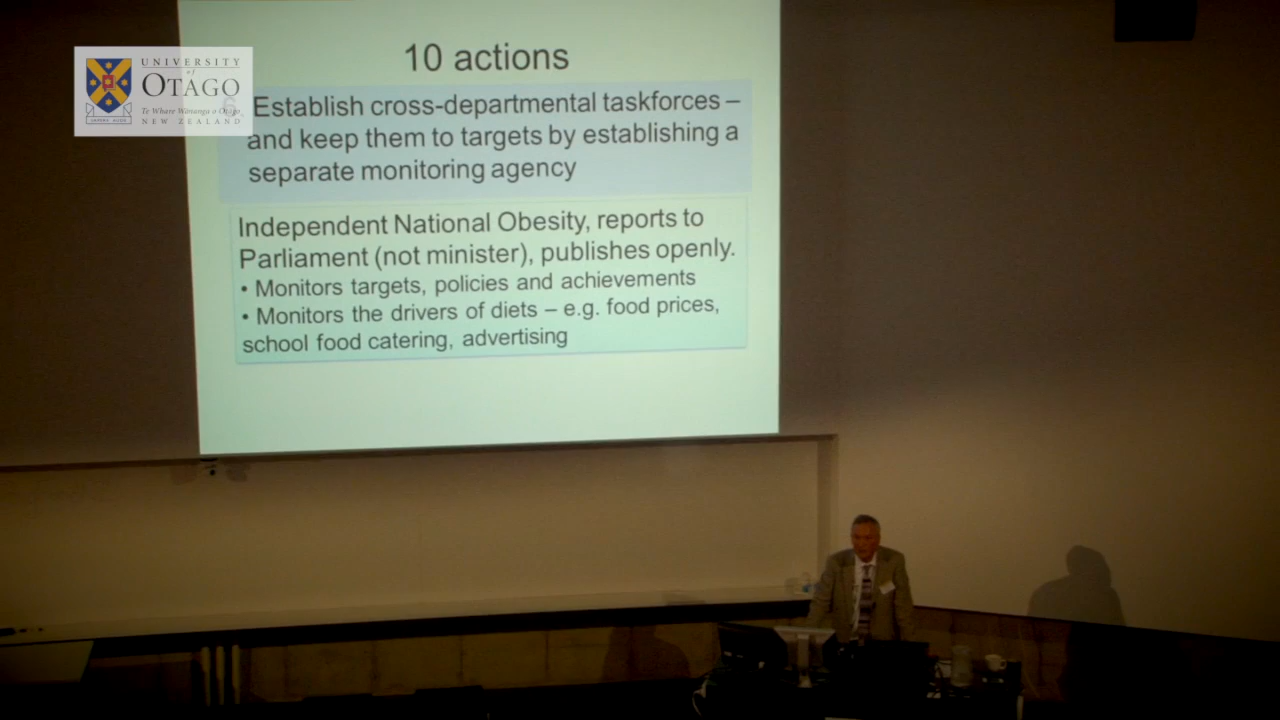 UNIVERSITY
of
OTAGO
Te Whare Wānanga o Otāgo
NEW ZEALAND
10 actions
Establish cross-departmental taskforces –
and keep them to targets by establishing a
separate monitoring agency
Independent National Obesity, reports to
Parliament (not minister), publishes openly.
• Monitors targets, policies and achievements
• Monitors the drivers of diets – e.g. food prices,
school food catering, advertising